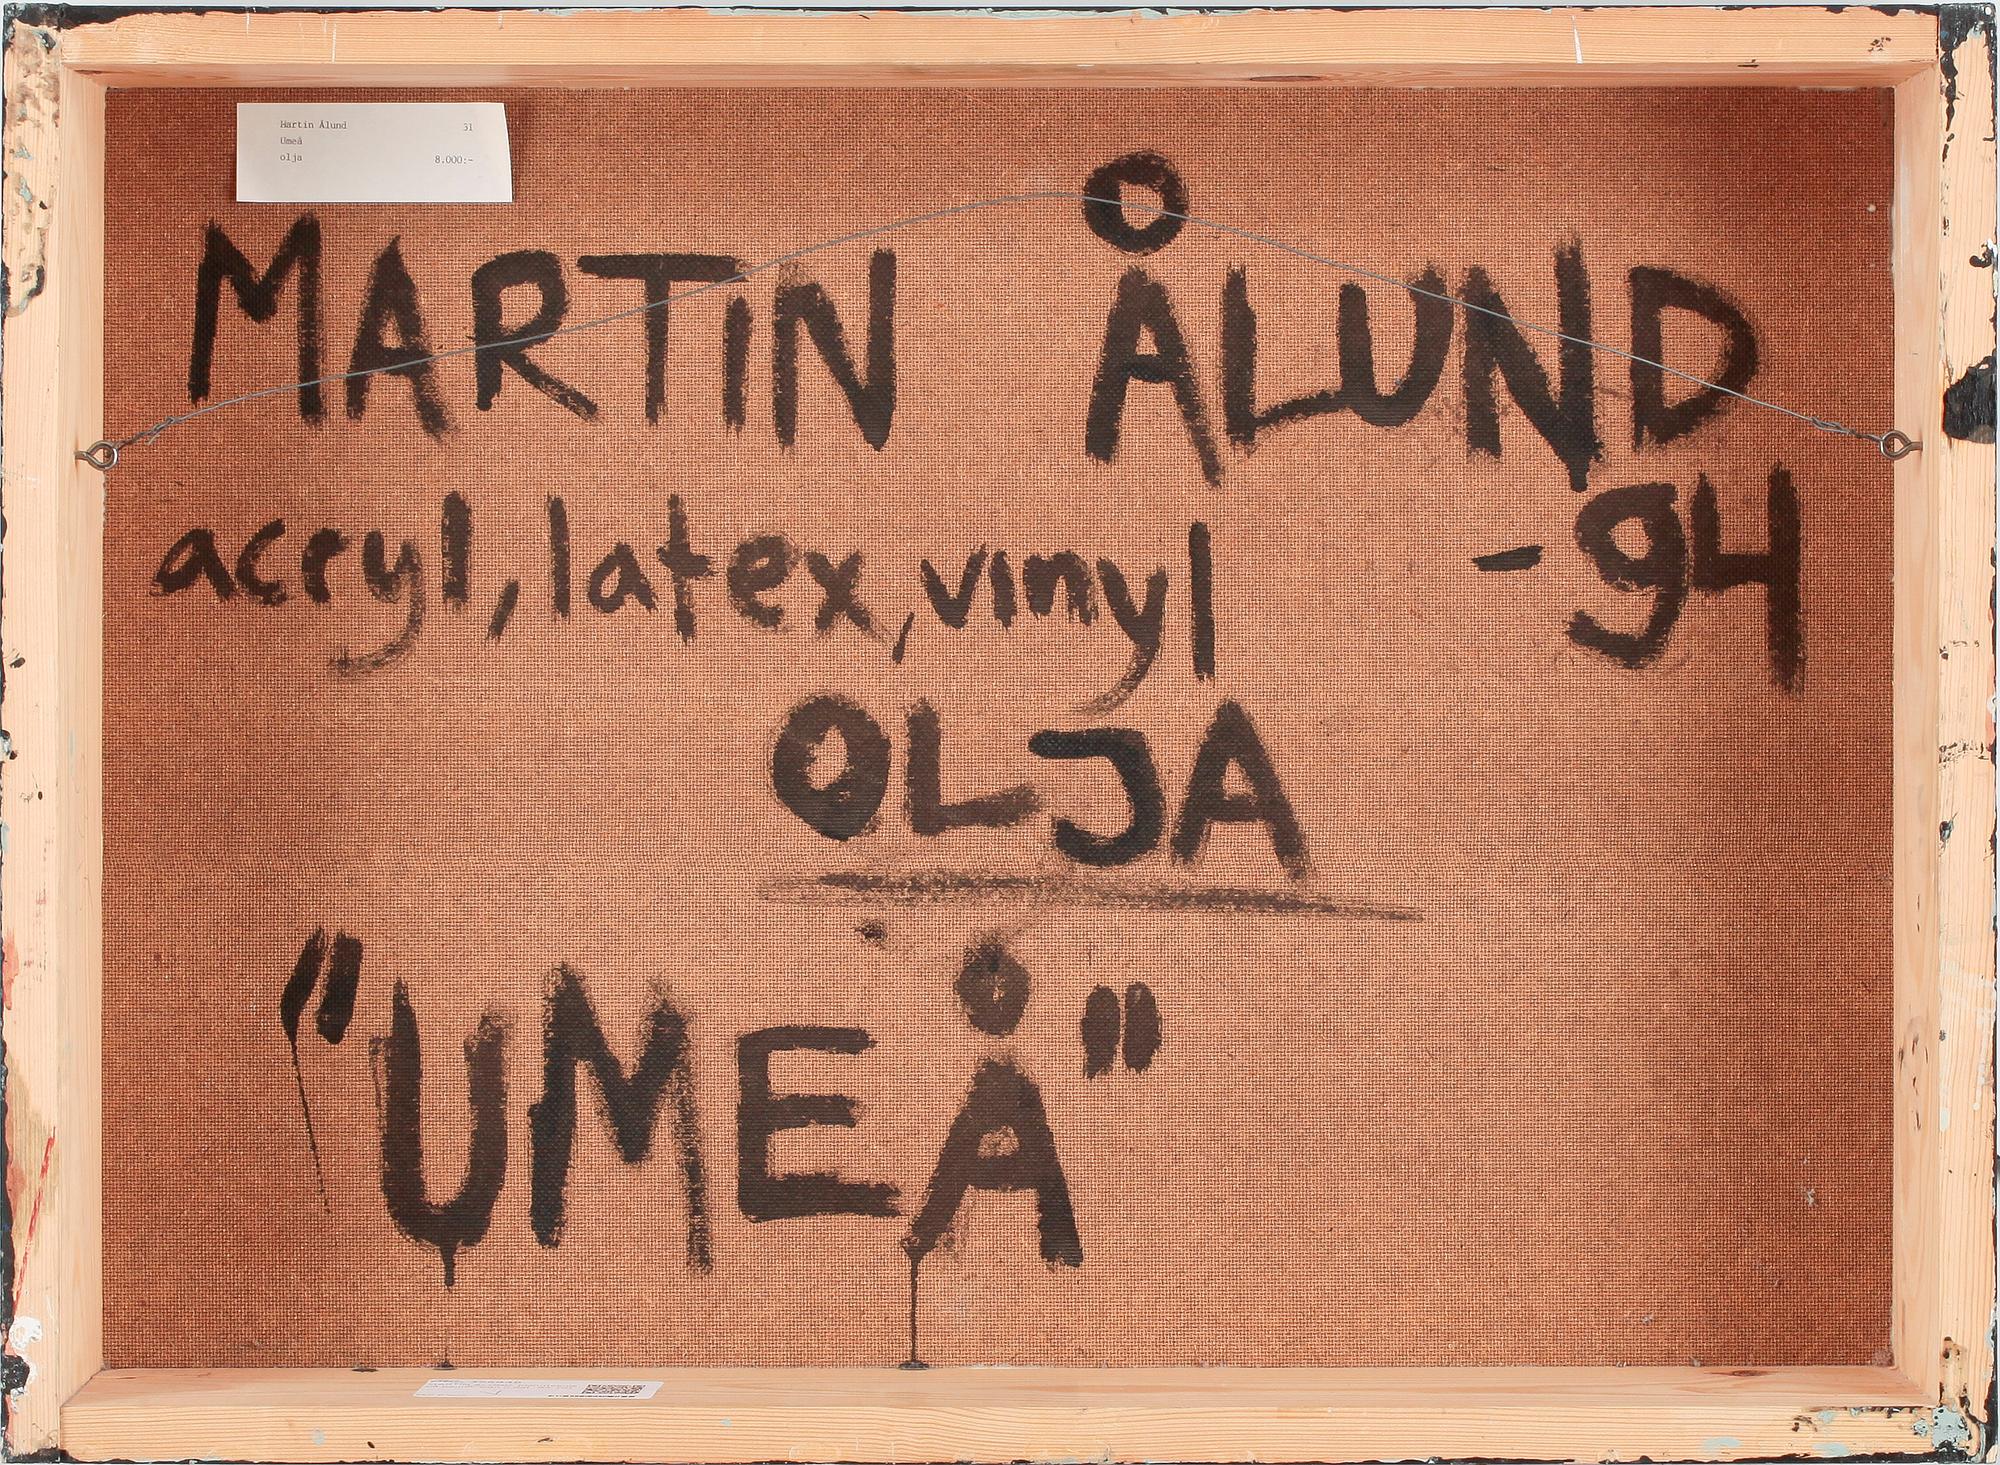 Martin Ålund 31
Umeå
olja 8.000:-
MARTIN ÅLUND
acryl, latex, vinyl -94
OLJA
"UMEÅ"